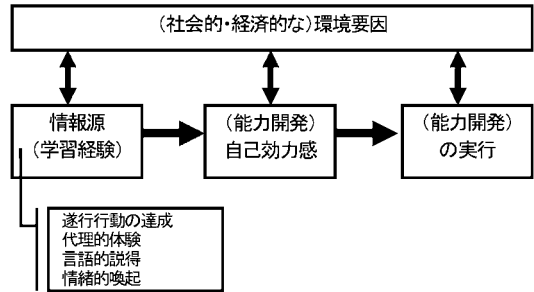 （社会的・経済的な）環境要因
情報源
（学習経験）
（能力開発）
自己効力感
（能力開発）
の実行
遂行行動の達成
代理的体験
言語的説得
情緒的喚起